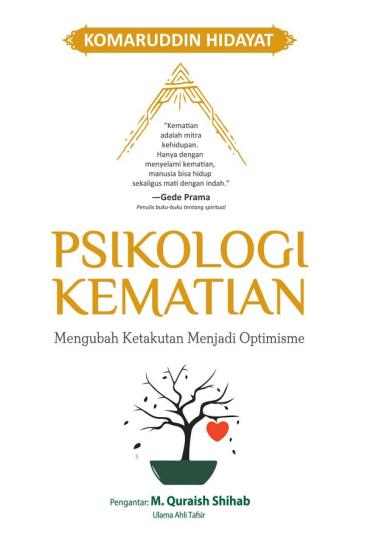 KOMARUDDIN HIDAYAT
“Kematian
adalah mitra
kehidupan.
Hanya dengan
menyelami kematian,
manusia bisa hidup
sekaligus mati dengan indah.”
—Gede Prama
Penulis buku-buku tentang spiritual
PSIKOLOGI
KEMATIAN
Mengubah Ketakutan Menjadi Optimisme
Pengantar: M. Quraish Shihab
Ulama Ahli Tafsir